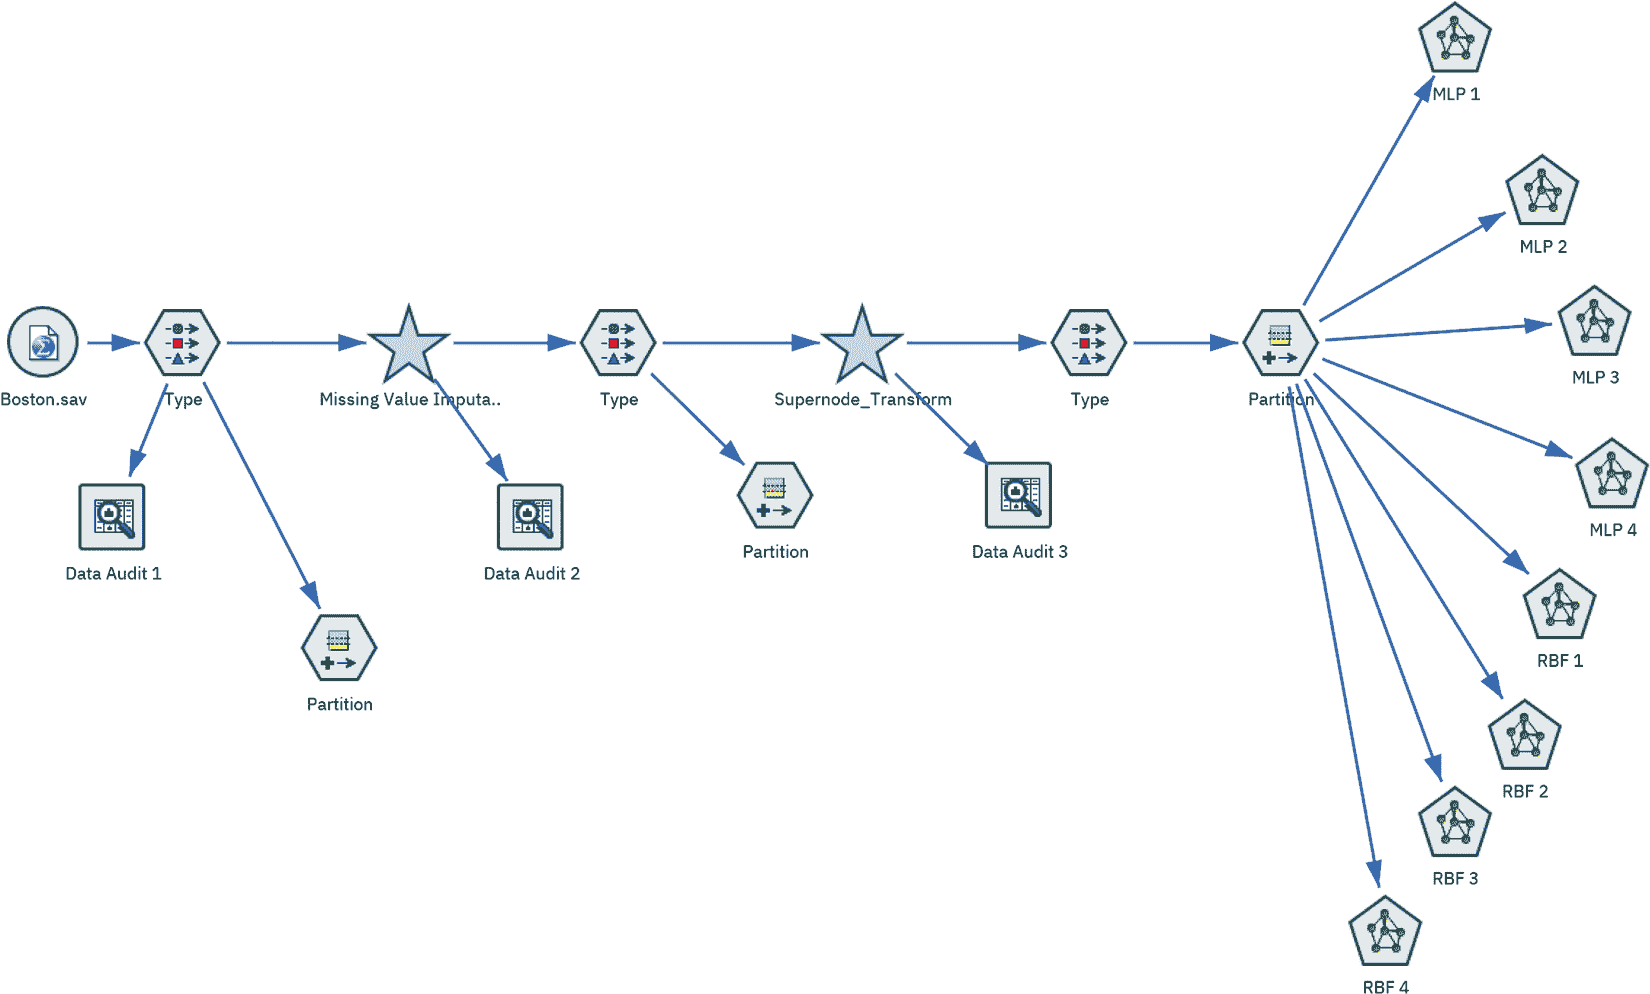 MLP 1
MLP 2
MLP 3
Boston.sav
Type
Missing Value Imputa..
Type
Supernode_Transform
Type
Partition
MLP 4
Data Audit 1
Data Audit 2
Partition
Data Audit 3
RBF 1
Partition
RBF 2
RBF 3
RBF 4